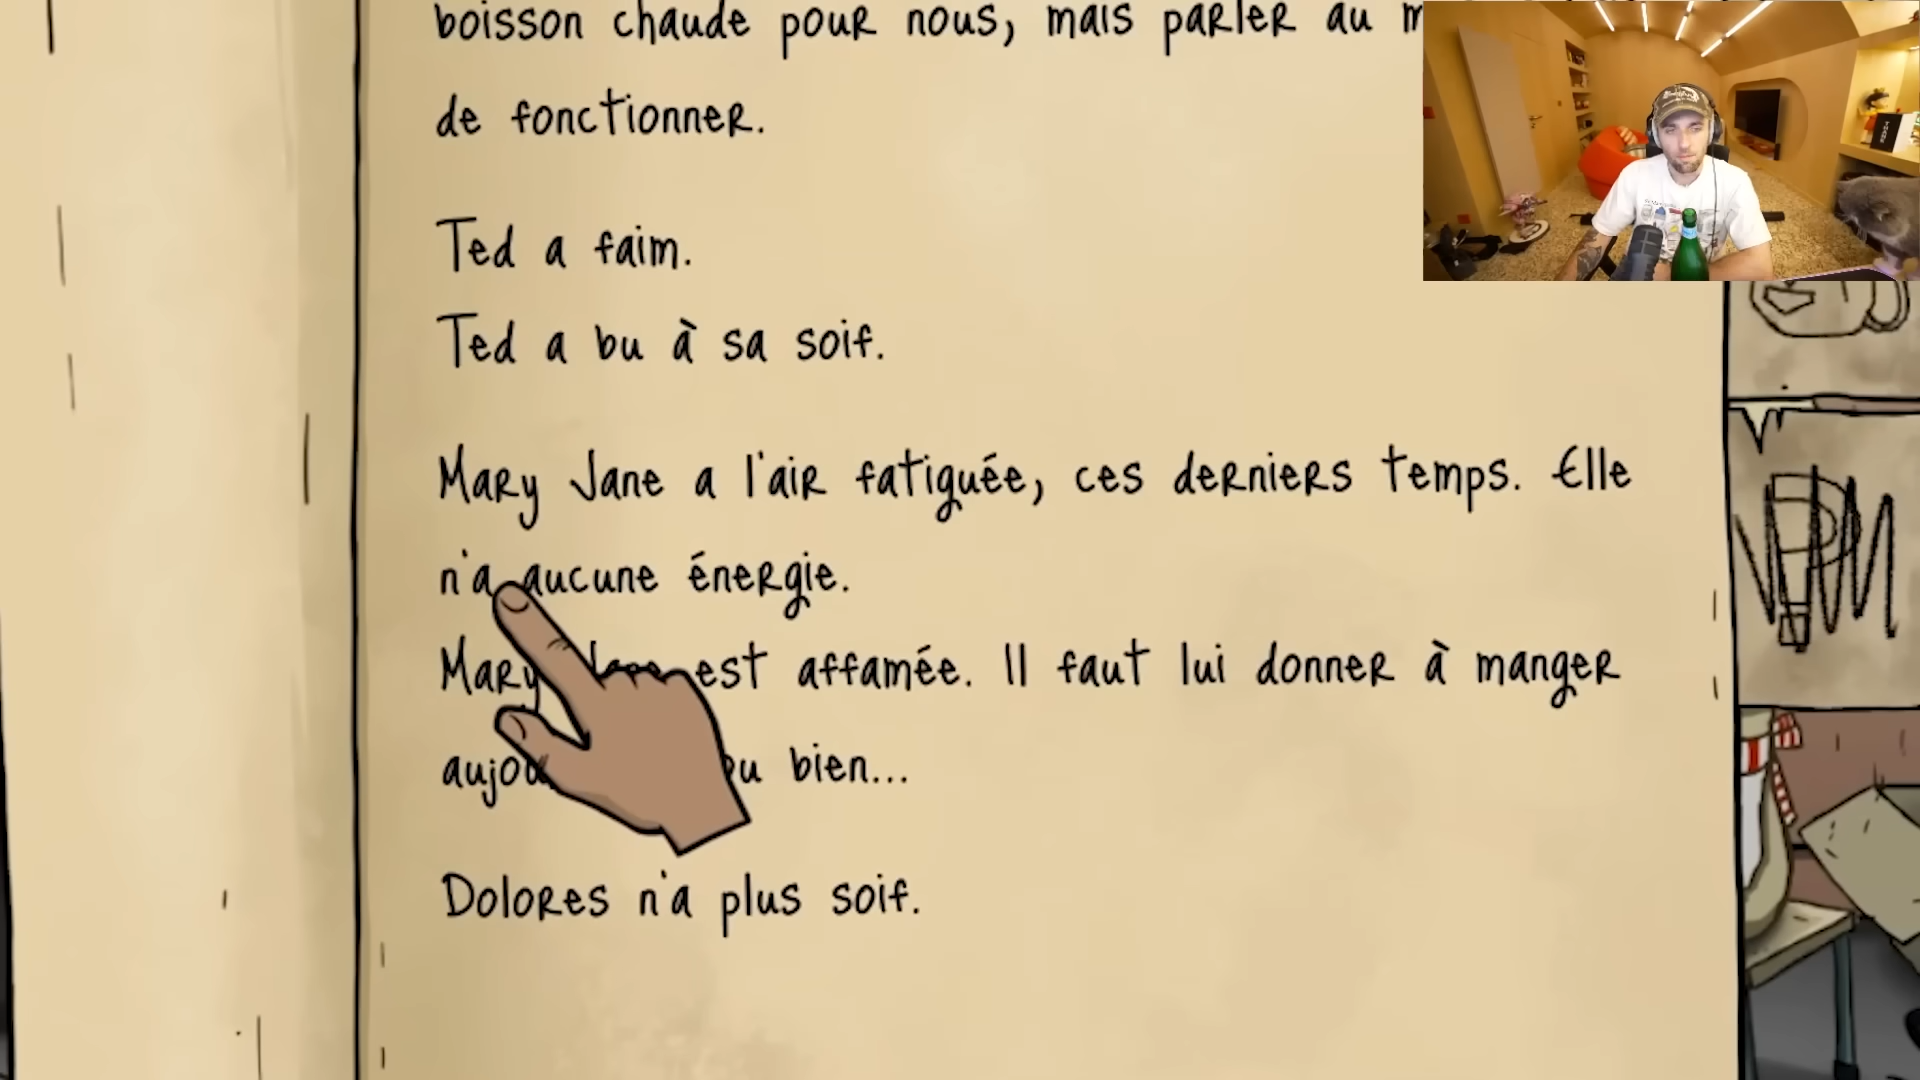 boisson chaude pour nous, mais parler au
de fonctionner.
Ted a faim.
Ted a bu à sa soif.
Mary Jane a l'air fatiguée, ces derniers temps. Elle
n'a aucune énergie.
Mary est affamée. Il faut lui donner à manger
bien...
Dolores n'a plus soif.